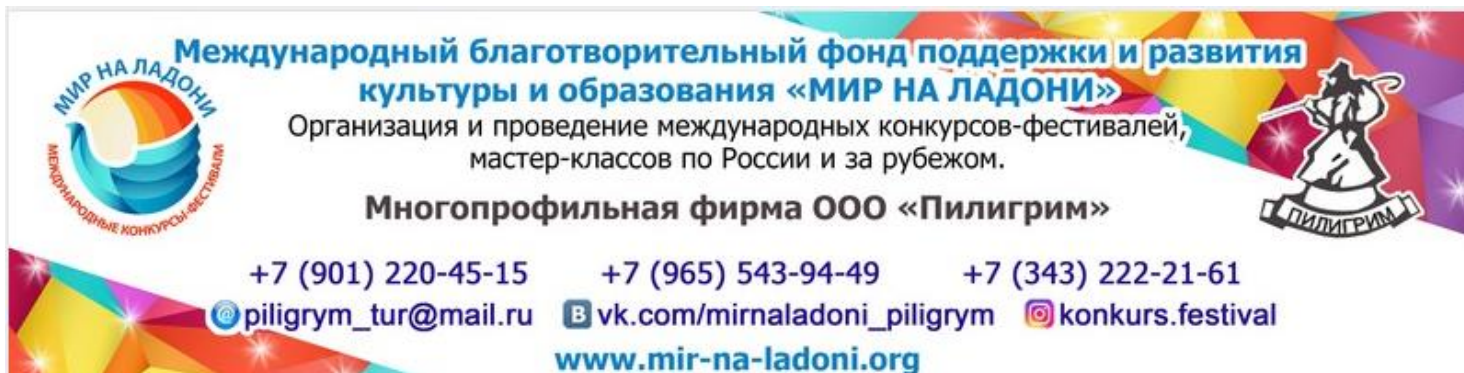 Международный благотворительный фонд поддержки и развития
культуры и образования «МИР НА ЛАДОНИ»
Организация и проведение международных конкурсов-фестивалей,
мастер-классов по России и за рубежом.
Многопрофильная фирма ООО «Пилигрим»
МИР НА ЛАДОНИ
МЕЖДУНАРОДНЫЕ КОНКУРСЫ-ФЕСТИВАЛИ
ПИЛИГРИМ
+7 (901) 220-45-15 +7 (965) 543-94-49 +7 (343) 222-21-61
@piligrym_tur@mail.ru B vk.com/mirnaladoni_piligrym konkurs.festival
www.mir-na-ladoni.org